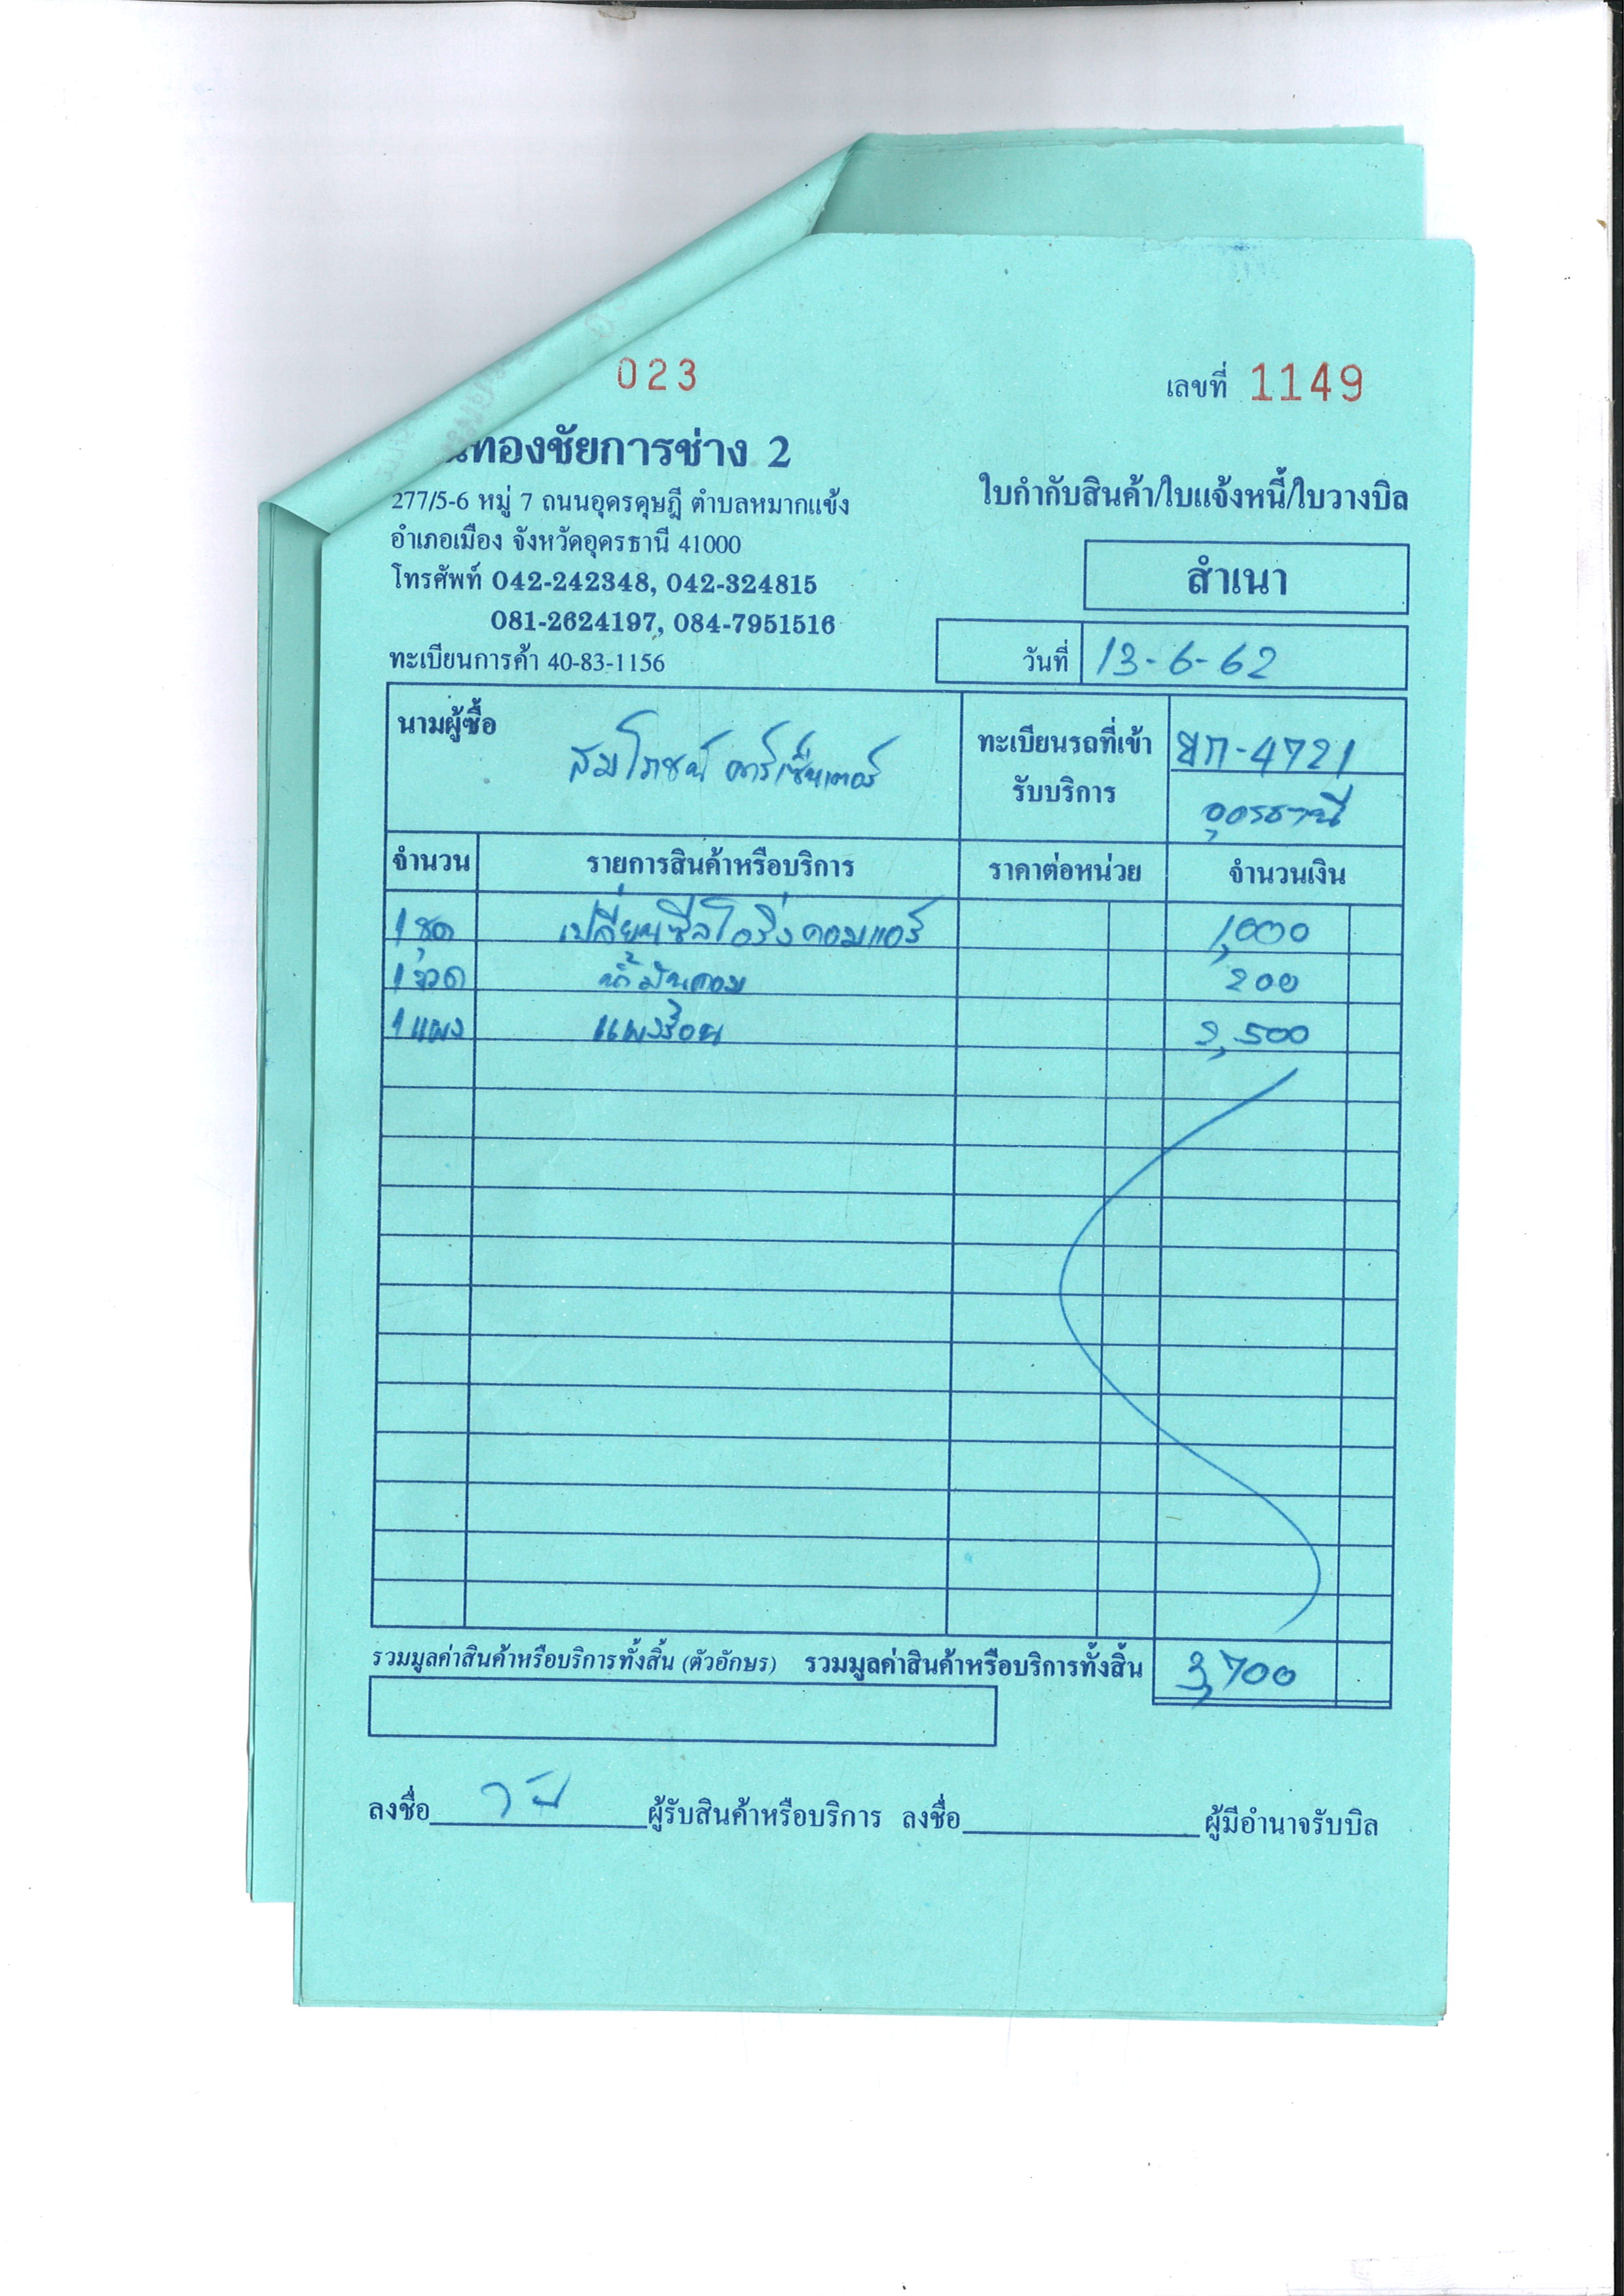 023
เลขที่ 1149
ทองชัยการช่าง 2
277/5-6 หมู่ 7 ถนนอุดรดุษฎี ตำบลหมากแข้ง
ใบกำกับสินค้า/ใบแจ้งหนี้/ใบวางบิล
อำเภอเมือง จังหวัดอุดรธานี 41000
โทรศัพท์ 042-242348, 042-324815
สำเนา
081-2624197, 084-7951516
ทะเบียนการค้า 40-83-1156
วันที่ 13-6-62
นามผู้ซื้อ สมโภชน์ คาร์เซ็นเตอร์
ทะเบียนรถที่เข้า
รับบริการ
ยก-4721
อุดรธานี
จำนวน รายการสินค้าหรือบริการ ราคาต่อหน่วย จำนวนเงิน
1 ชุด เปลี่ยนซีลโอริ่งคอมแอร์ 1,000
1 ขวด น้ำมันคอม 200
1 แผง แผงร้อน 2,500
รวมมูลค่าสินค้าหรือบริการทั้งสิ้น (ตัวอักษร) รวมมูลค่าสินค้าหรือบริการทั้งสิ้น 3,700
ลงชื่อ ผู้รับสินค้าหรือบริการ ลงชื่อ ผู้มีอำนาจรับบิล